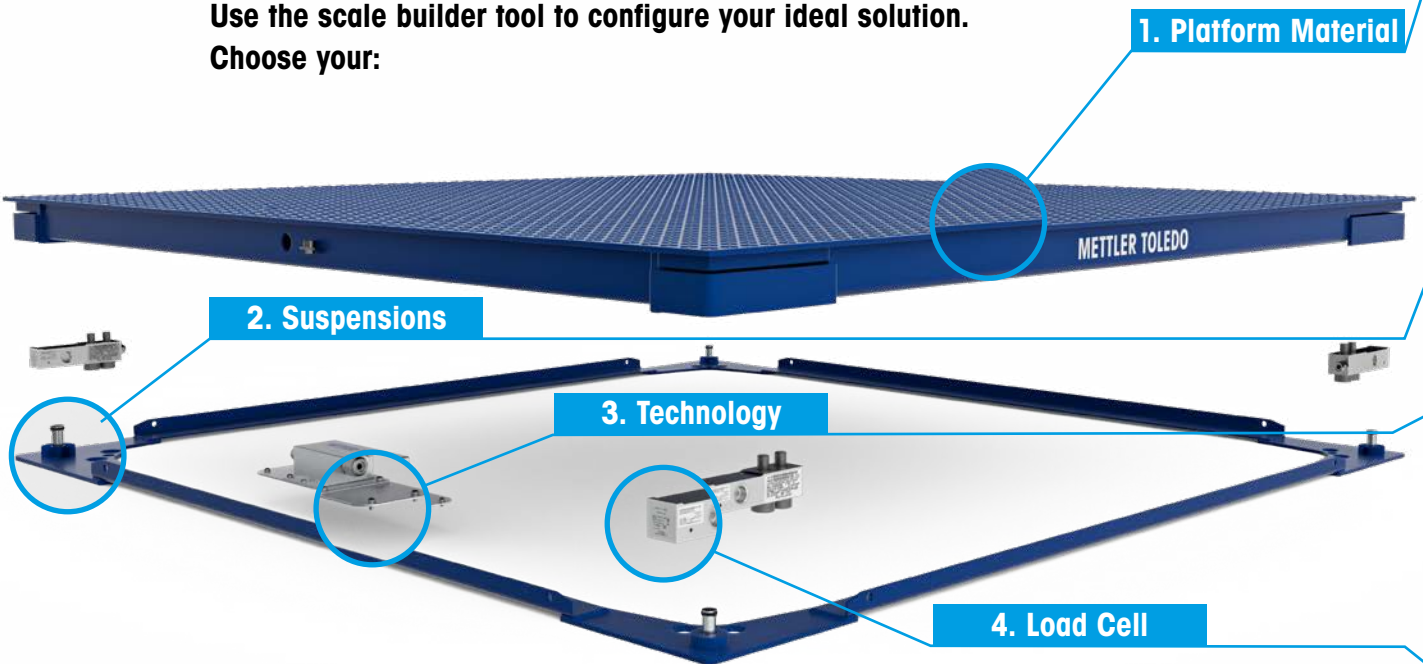 Use the scale builder tool to configure your ideal solution.
Choose your:
1. Platform Material
METTLER TOLEDO
2. Suspensions
3. Technology
4. Load Cell